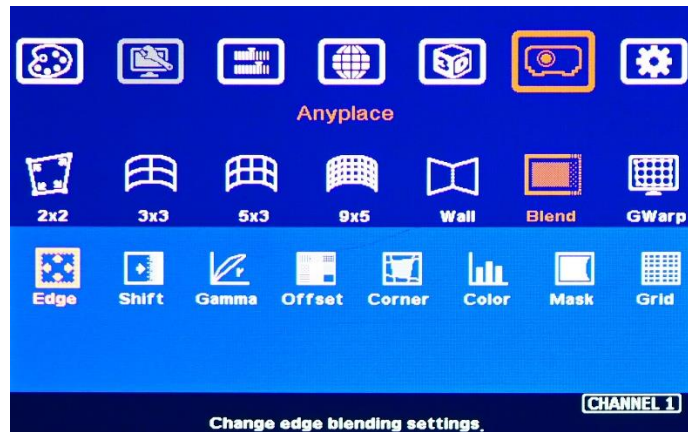 3D
Anyplace
2x2 3x3 5x3 9x5 Wall Blend GWarp
Edge Shift Gamma Offset Corner Color Mask Grid
CHANNEL 1
Change edge blending settings.